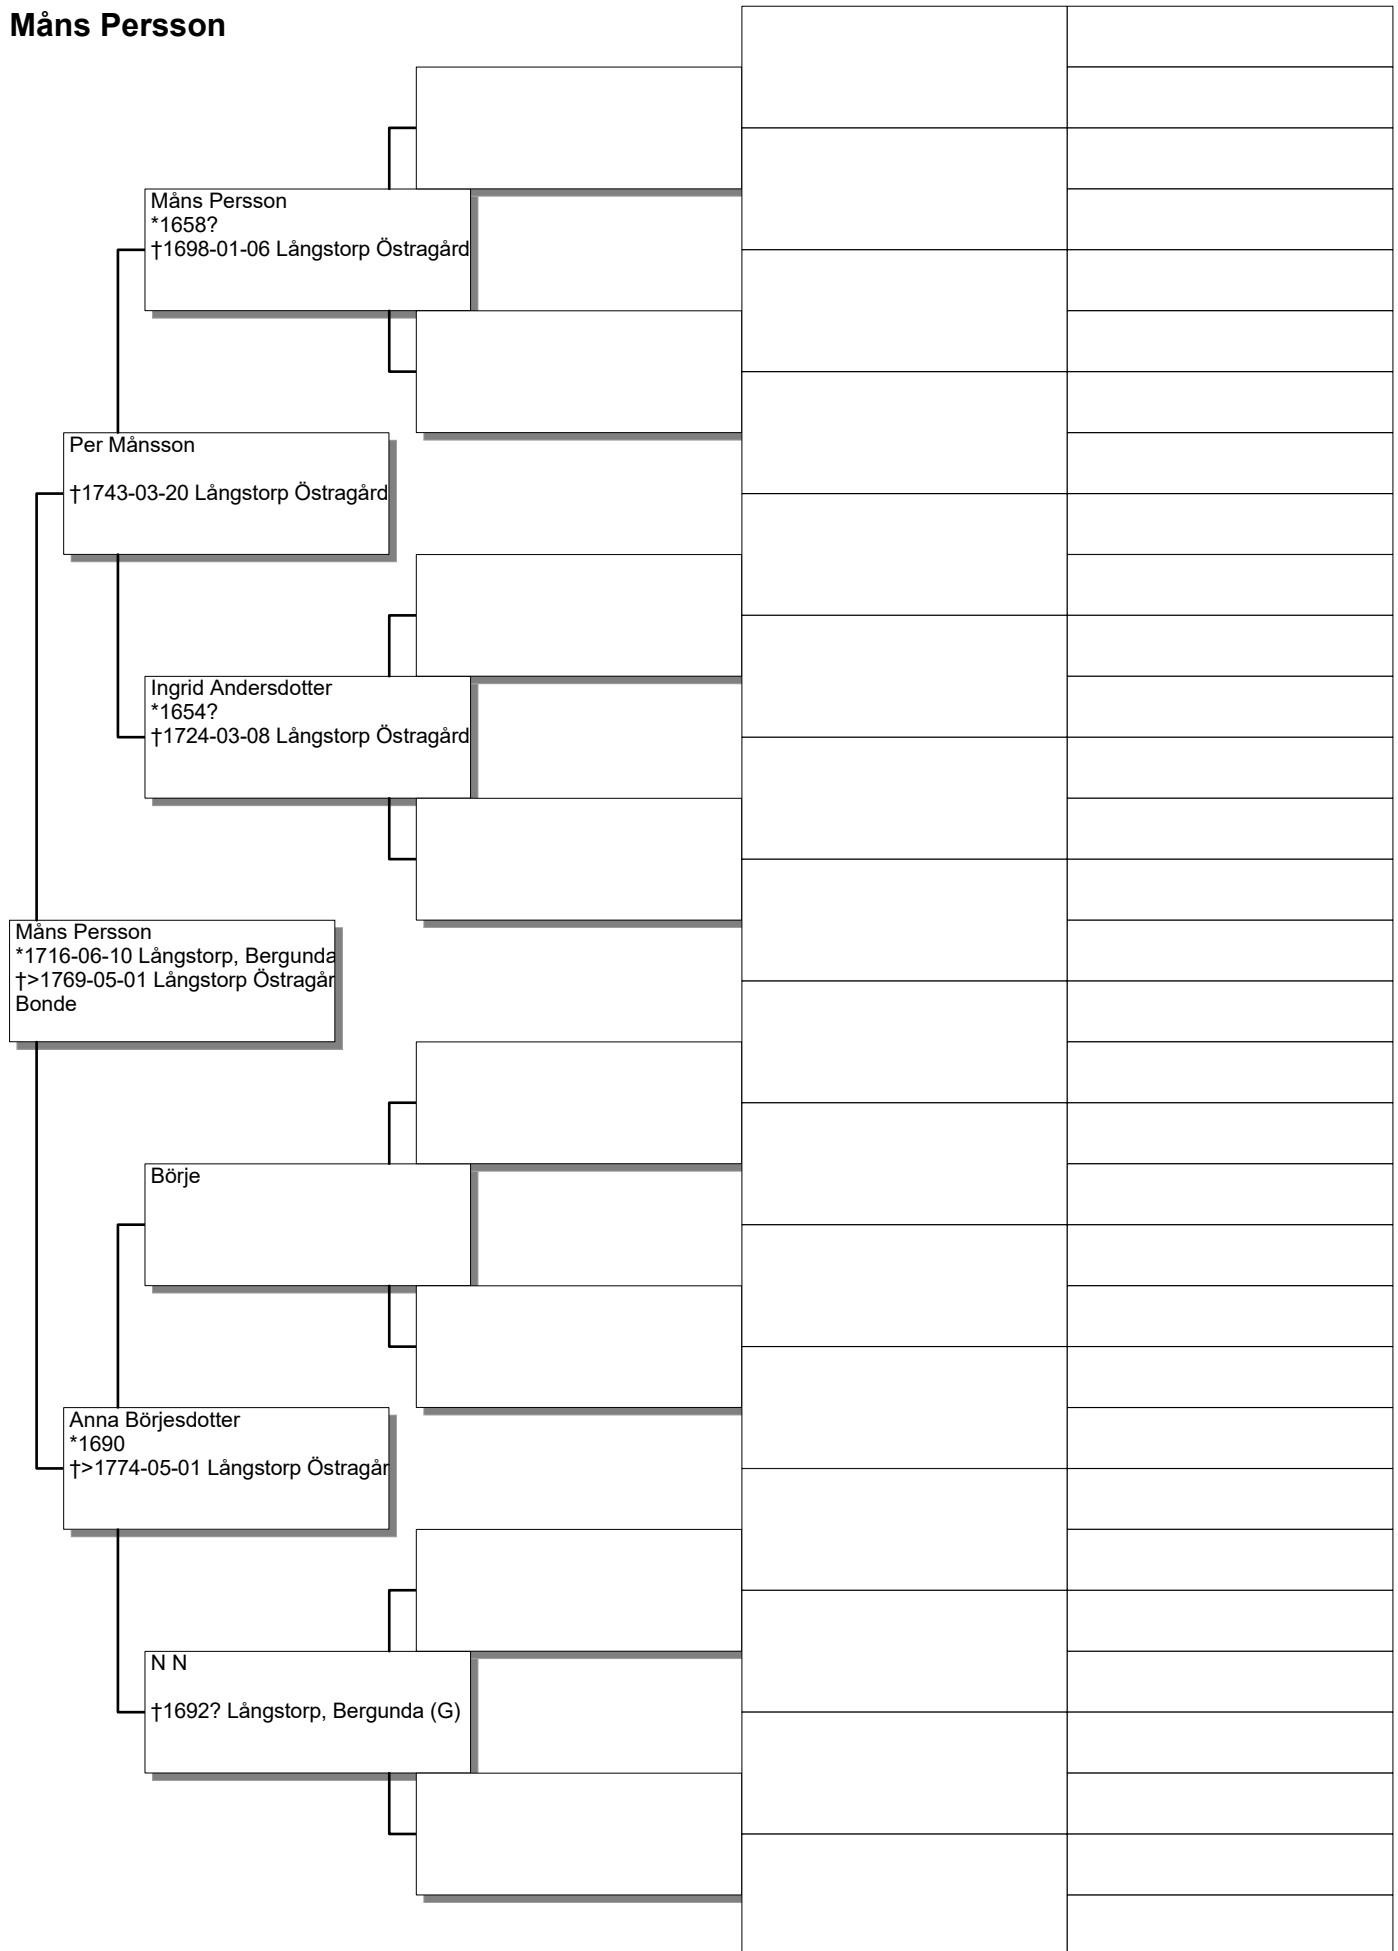 Måns Persson
Måns Persson
*1658?
†1698-01-06 Långstorp Östragård
Per Månsson
†1743-03-20 Långstorp Östragård
Ingrid Andersdotter
*1654?
†1724-03-08 Långstorp Östragård
Måns Persson
*1716-06-10 Långstorp, Bergunda
†>1769-05-01 Långstorp Östragår
Bonde
Börje
Anna Börjesdotter
*1690
†>1774-05-01 Långstorp Östragår
N N
†1692? Långstorp, Bergunda (G)